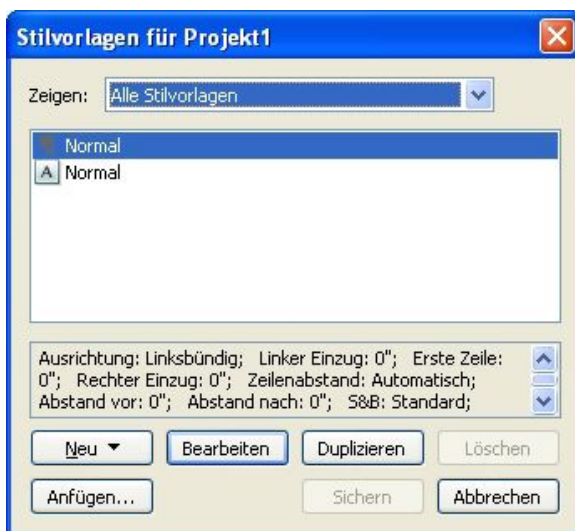 Stilvorlagen für Projekt1
Zeigen: Alle Stilvorlagen
Normal
A Normal
Ausrichtung: Linksbündig; Linker Einzug: 0"; Erste Zeile:
0"; Rechter Einzug: 0"; Zeilenabstand: Automatisch;
Abstand vor: 0"; Abstand nach: 0"; S&B: Standard;
Neu Bearbeiten Duplizieren Löschen
Anfügen... Sichern Abbrechen